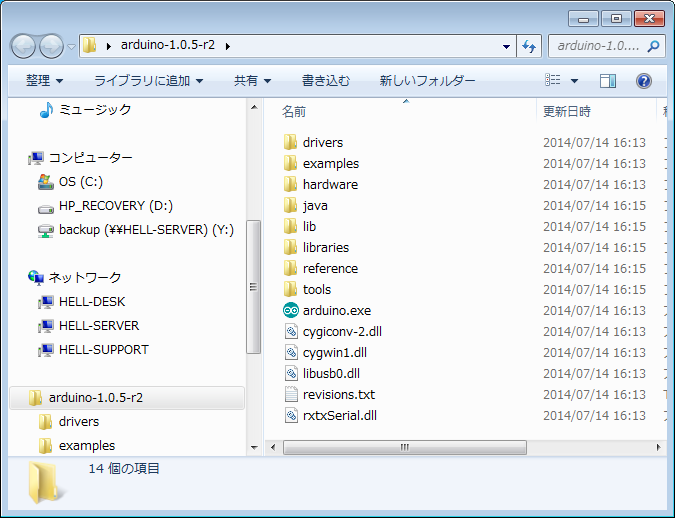 arduino-1.0.5-r2
arduino-1.0....
整理 ライブラリに追加 共有 書き込む 新しいフォルダー
ミュージック
コンピューター
OS (C:)
HP_RECOVERY (D:)
backup (¥¥HELL-SERVER) (Y:)
ネットワーク
HELL-DESK
HELL-SERVER
HELL-SUPPORT
arduino-1.0.5-r2
drivers
examples
名前 更新日時
drivers 2014/07/14 16:13
examples 2014/07/14 16:13
hardware 2014/07/14 16:13
java 2014/07/14 16:15
lib 2014/07/14 16:15
libraries 2014/07/14 16:15
reference 2014/07/14 16:15
tools 2014/07/14 16:15
arduino.exe 2014/07/14 16:13
cygiconv-2.dll 2014/07/14 16:13
cygwin1.dll 2014/07/14 16:13
libusb0.dll 2014/07/14 16:13
revisions.txt 2014/07/14 16:13
rxtxSerial.dll 2014/07/14 16:13
14 個の項目